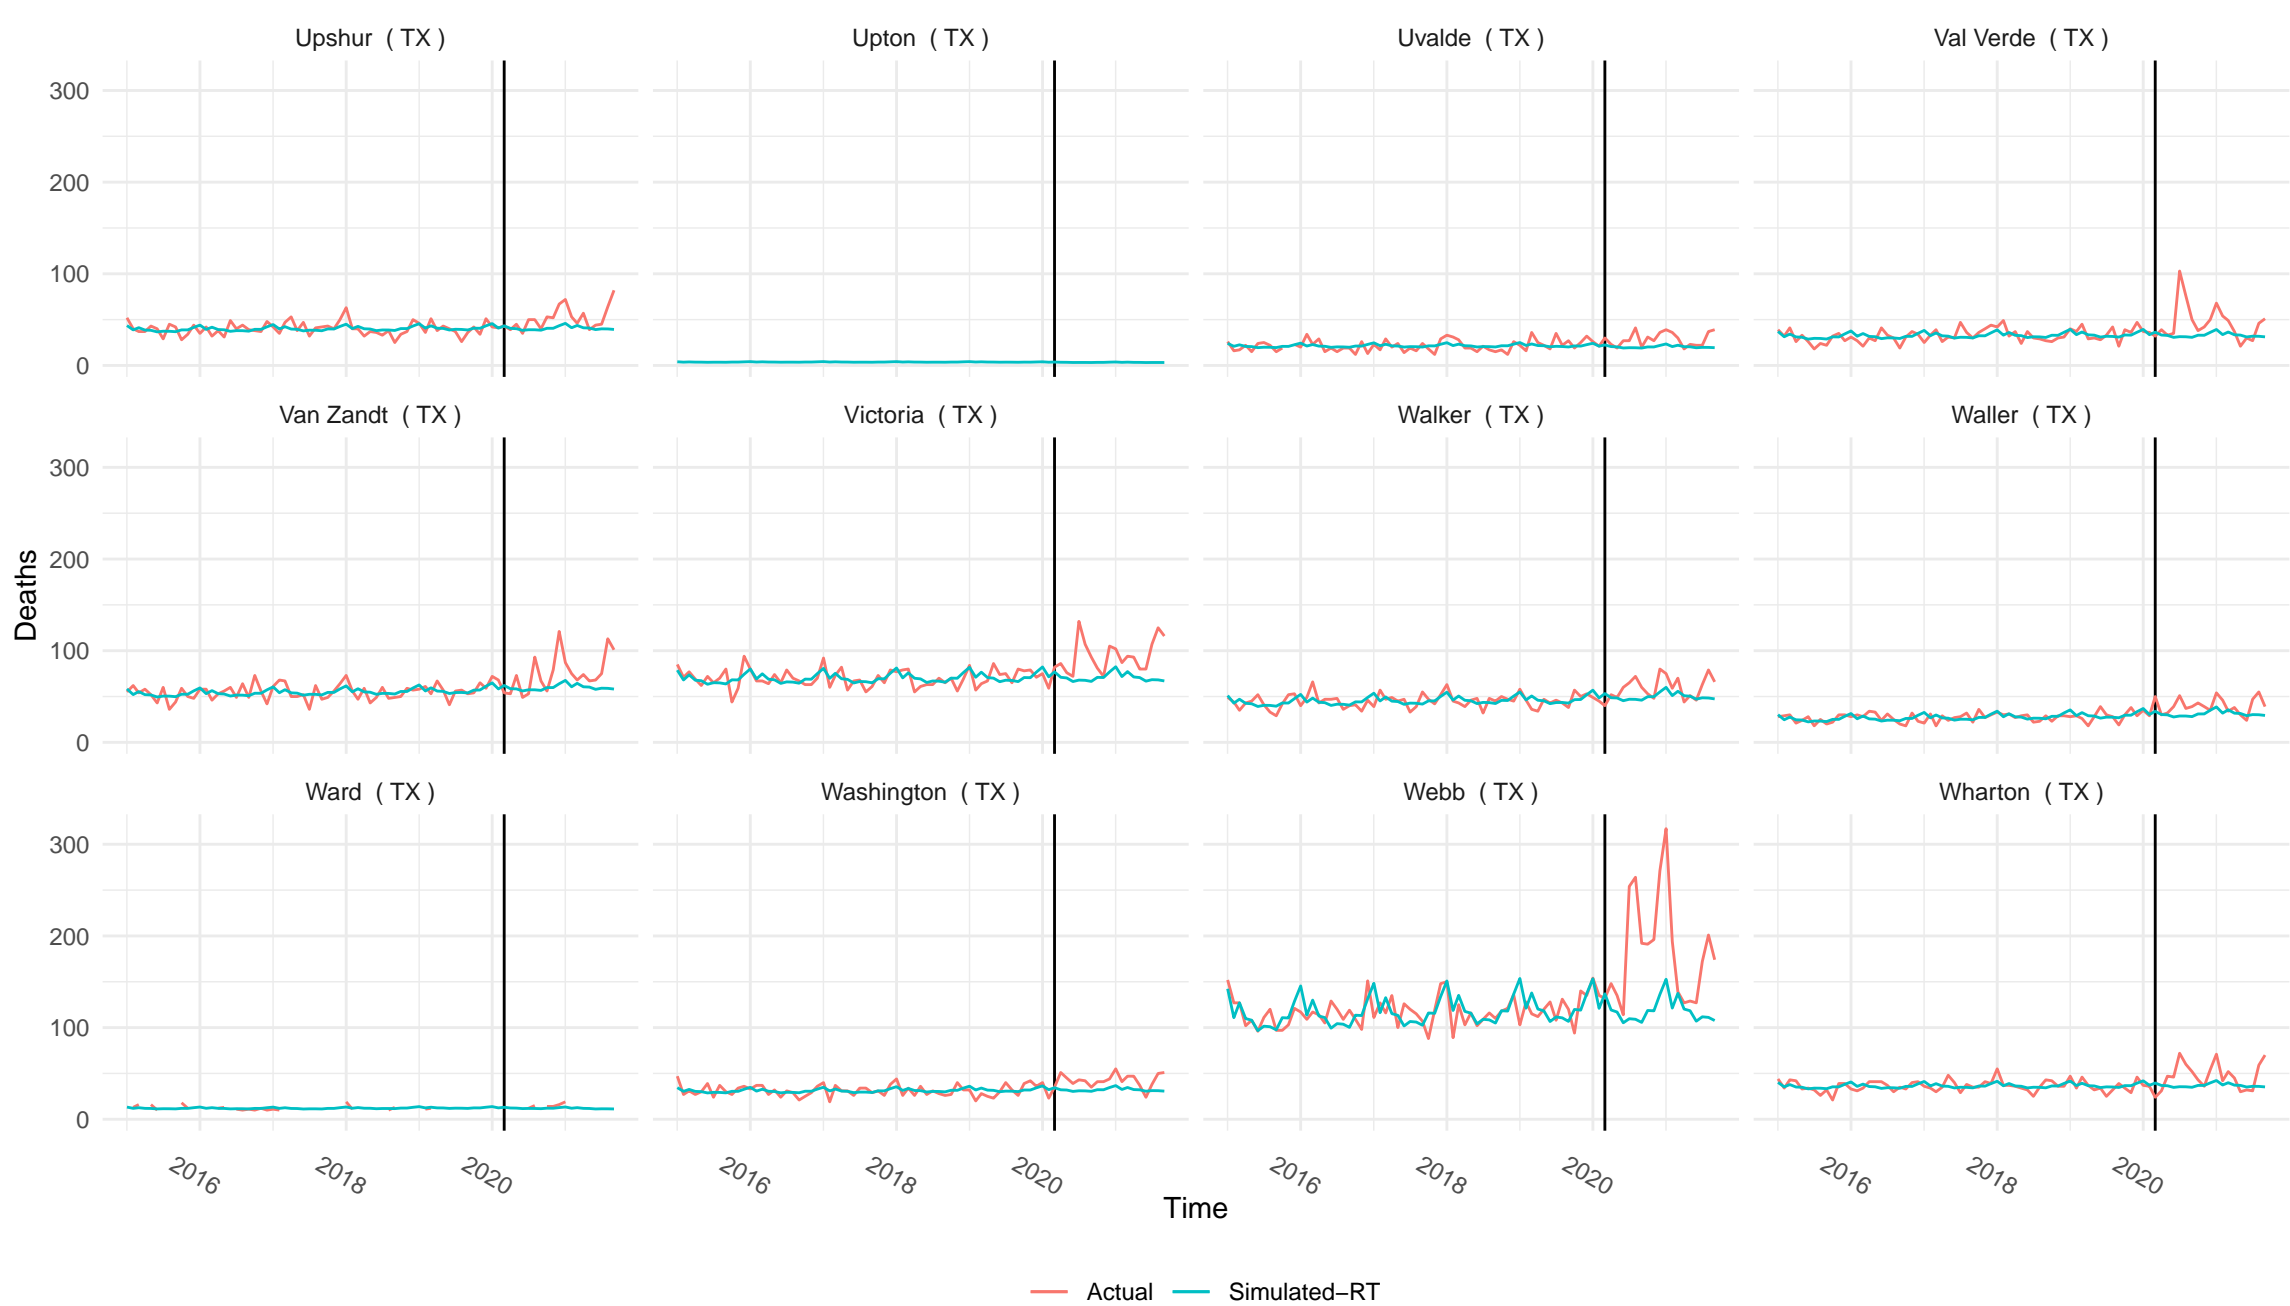 Upshur ( TX )
Upton ( TX )
Uvalde ( TX )
Val Verde ( TX )
300
200
100
0
Van Zandt ( TX )
Victoria ( TX )
Walker ( TX )
Waller ( TX )
300
200
100
0
Deaths
Ward ( TX )
Washington ( TX )
Webb ( TX )
Wharton ( TX )
300
200
100
0
2016 2018 2020
2016 2018 2020
2016 2018 2020
2016 2018 2020
Time
Actual Simulated−RT